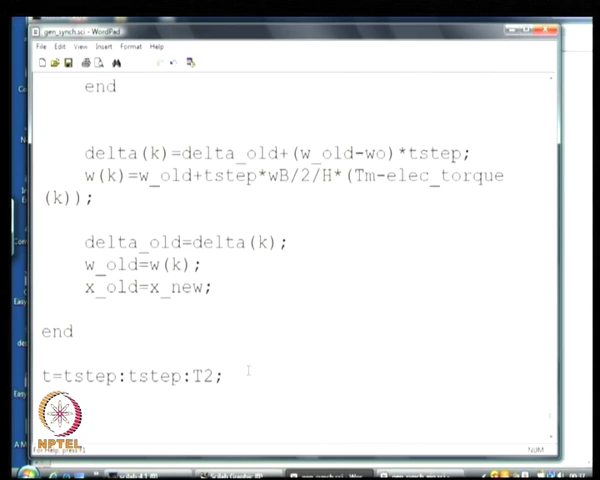 gen_synch.sci - WordPad
File Edit View Insert Format Help
end
delta(k)=delta_old+(w_old-wo)*tstep;
w(k)=w_old+tstep*wB/2/H*(Tm-elec_torque
(k));
delta_old=delta(k);
w_old=w(k);
x_old=x_new;
end
t=tstep:tstep:T2;
NPTEL
For Help, press F1
NUM